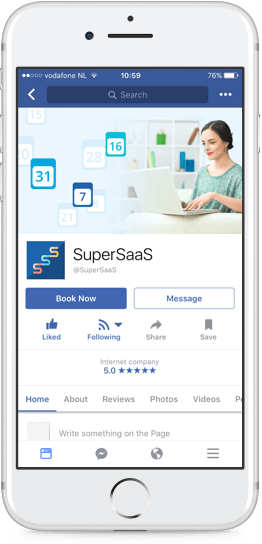 vodafone NL 10:59 76%
Search
16
28
31
7
21
SuperSaaS
@SuperSaaS
Book Now Message
Liked Following Share Save
Internet company
5.0 ★★★★★
Home About Reviews Photos Videos
Write something on the Page